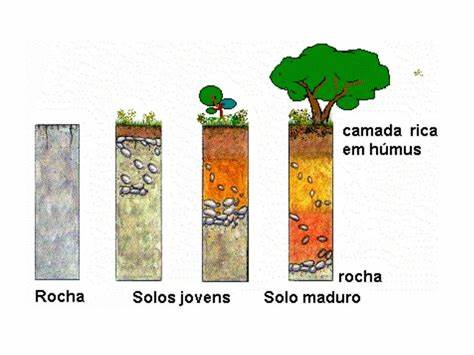 camada rica
em húmus
rocha
Rocha
Solos jovens
Solo maduro